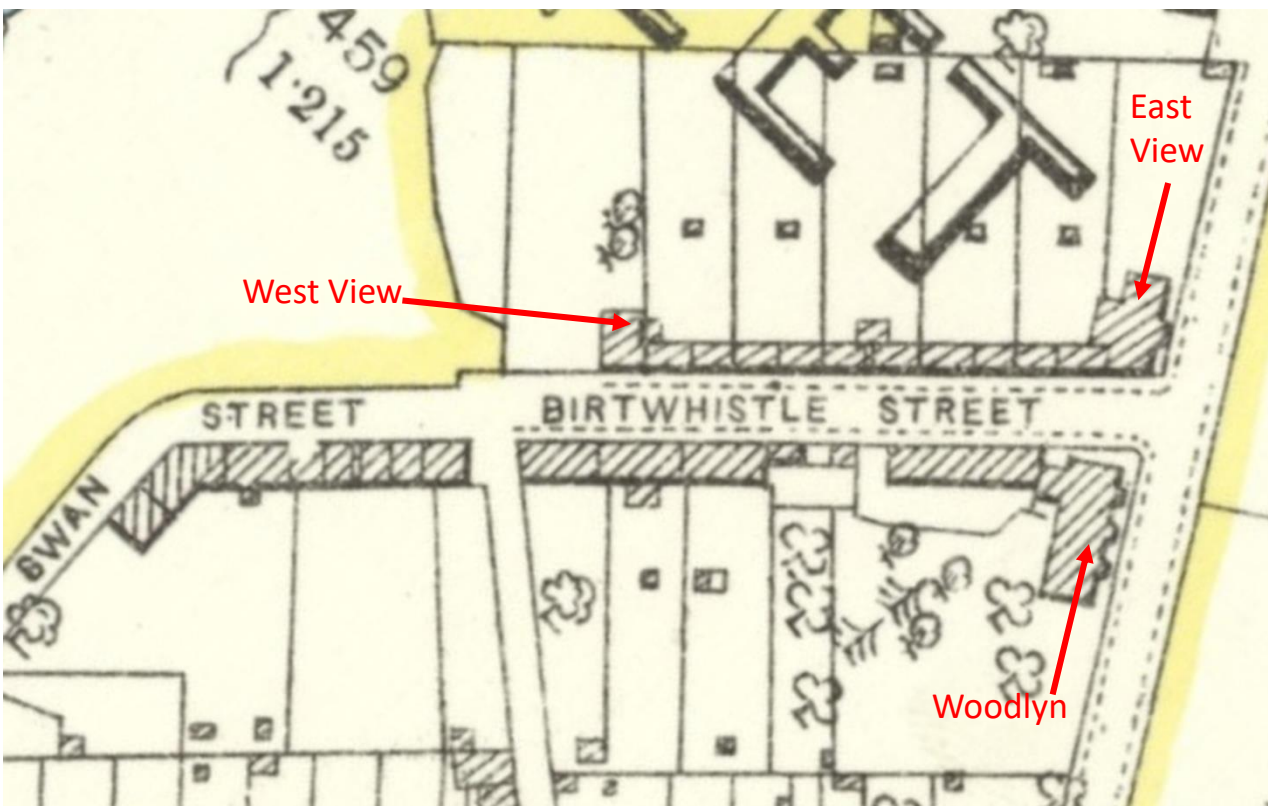 459
1·215
East
View
West View
STREET
BIRTWHISTLE STREET
SWAN
Woodlyn